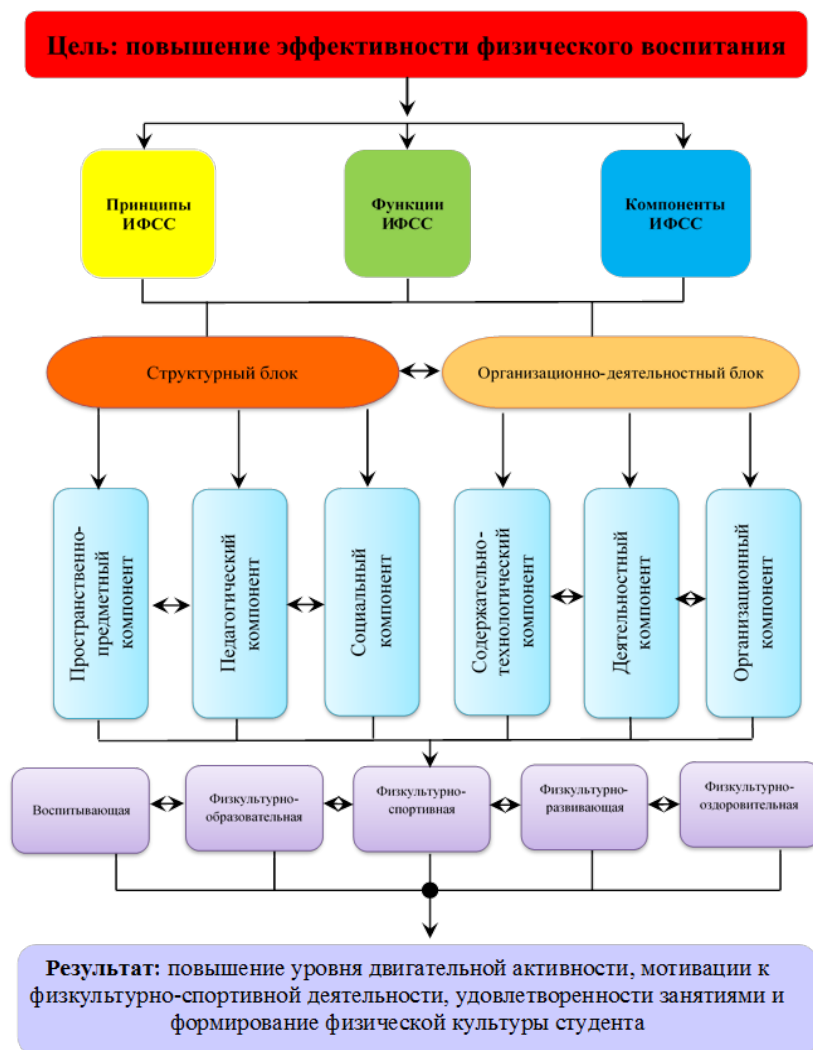 Цель: повышение эффективности физического воспитания
Принципы
ИФСС
Функции
ИФСС
Компоненты
ИФСС
Структурный блок
Организационно-деятельностный блок
Пространственно-
предметный
компонент
Педагогический
компонент
Социальный
компонент
Содержательно-
технологический
компонент
Деятельностный
компонент
Организационный
компонент
Воспитывающая
Физкультурно-
образовательная
Физкультурно-
спортивная
Физкультурно-
развивающая
Физкультурно-
оздоровительная
Результат: повышение уровня двигательной активности, мотивации к
физкультурно-спортивной деятельности, удовлетворенности занятиями и
формирование физической культуры студента